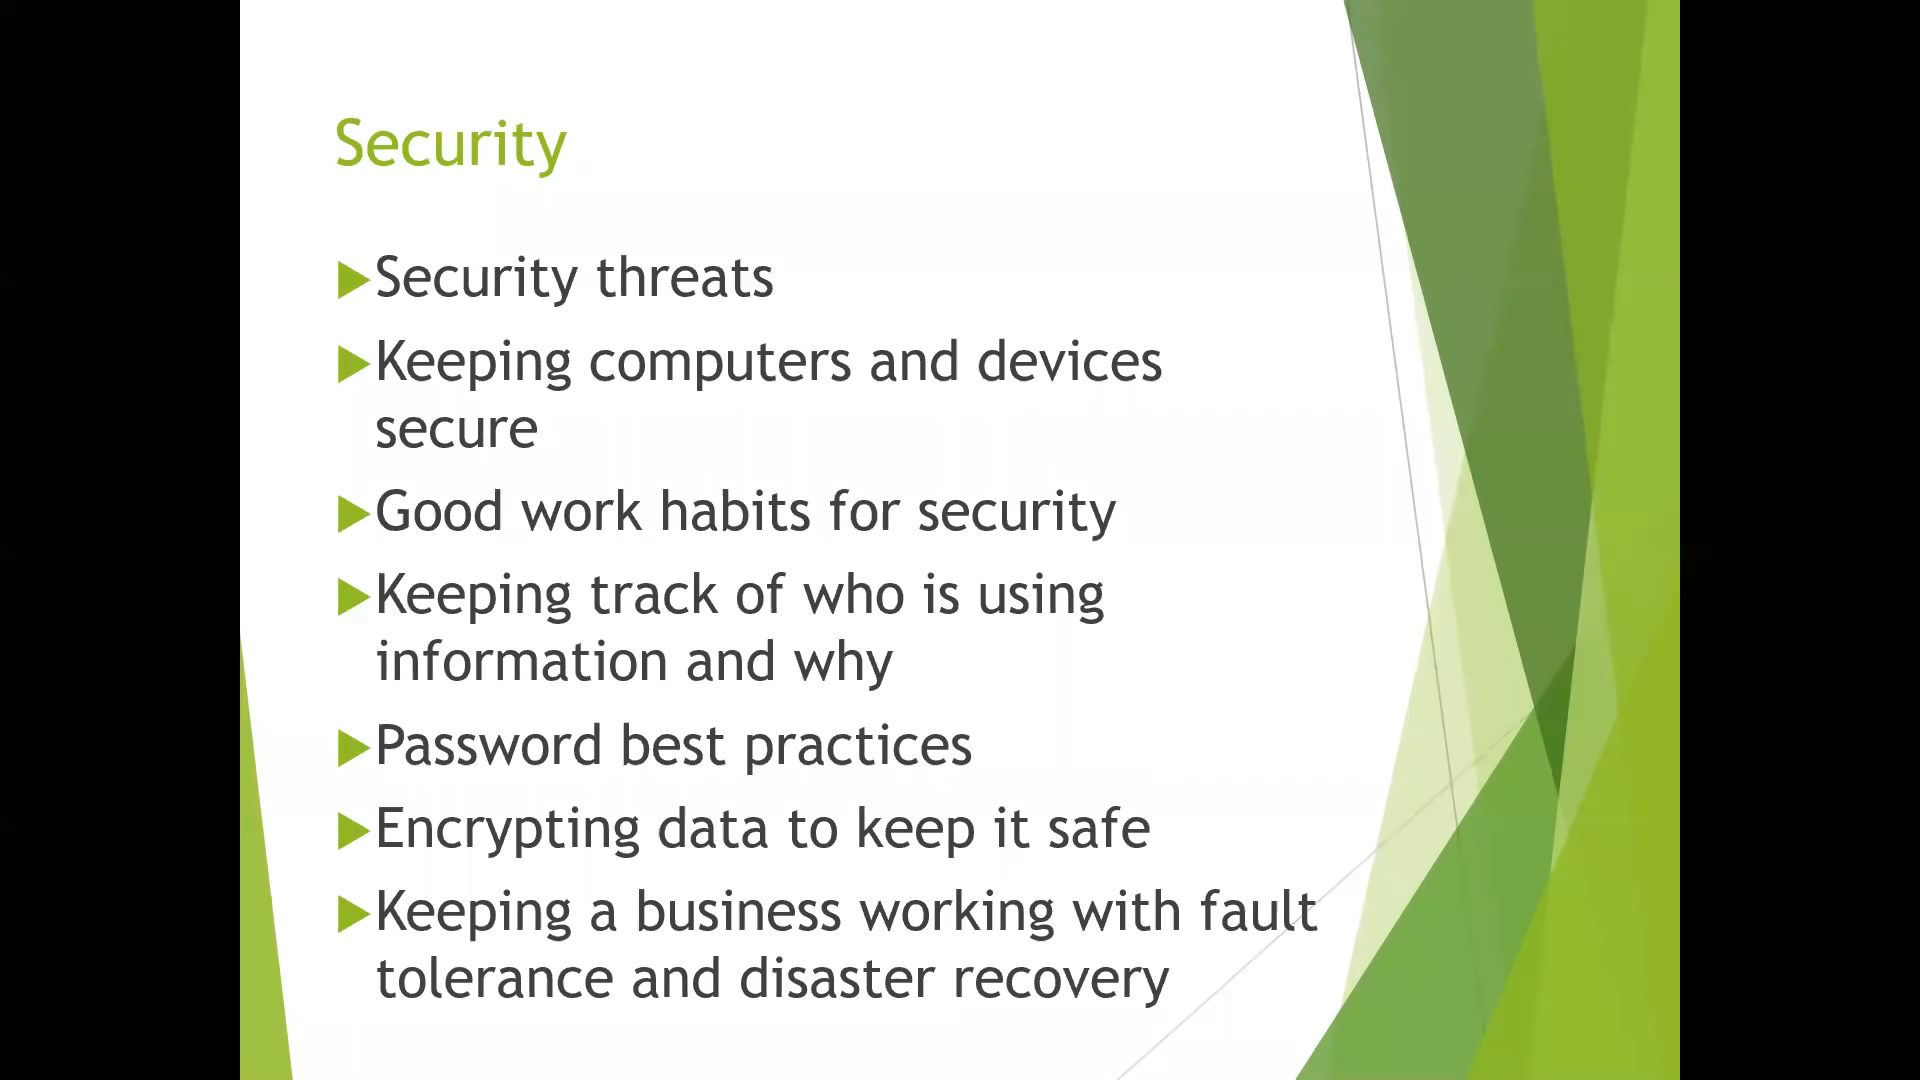 Security
Security threats
Keeping computers and devices
secure
Good work habits for security
Keeping track of who is using
information and why
Password best practices
Encrypting data to keep it safe
Keeping a business working with fault
tolerance and disaster recovery